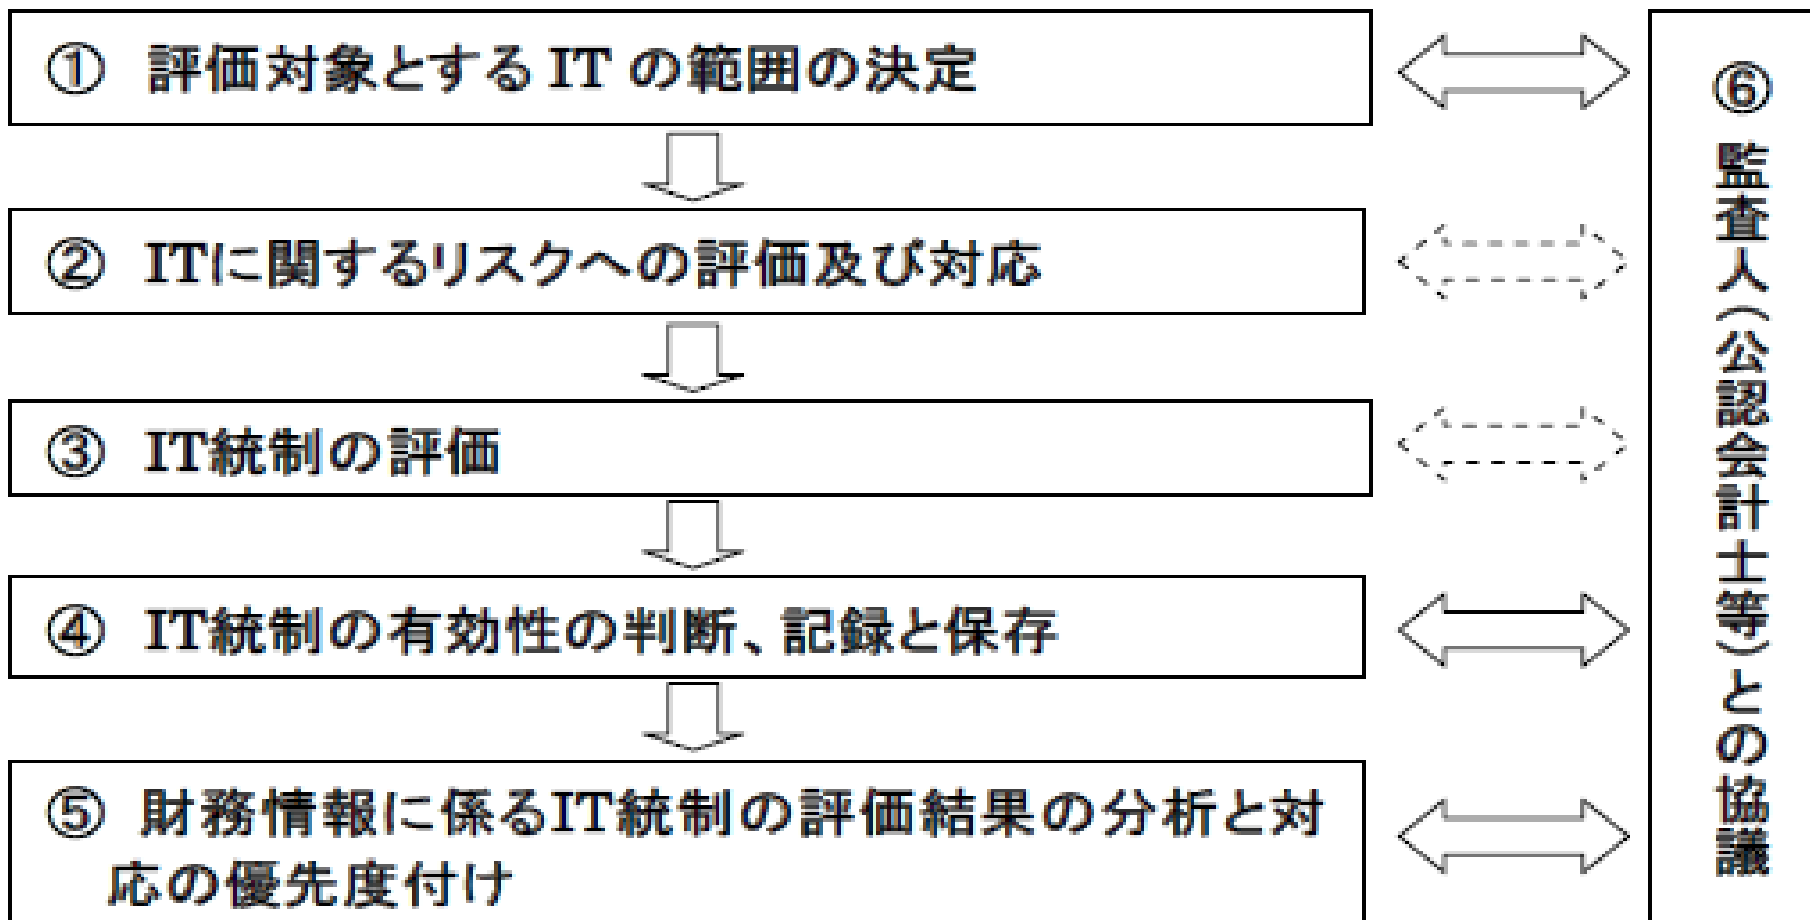 ① 評価対象とする IT の範囲の決定
② ITに関するリスクへの評価及び対応
③ IT統制の評価
④ IT統制の有効性の判断、記録と保存
⑤ 財務情報に係るIT統制の評価結果の分析と対
応の優先度付け
⑥ 監査人(公認会計士等)との協議